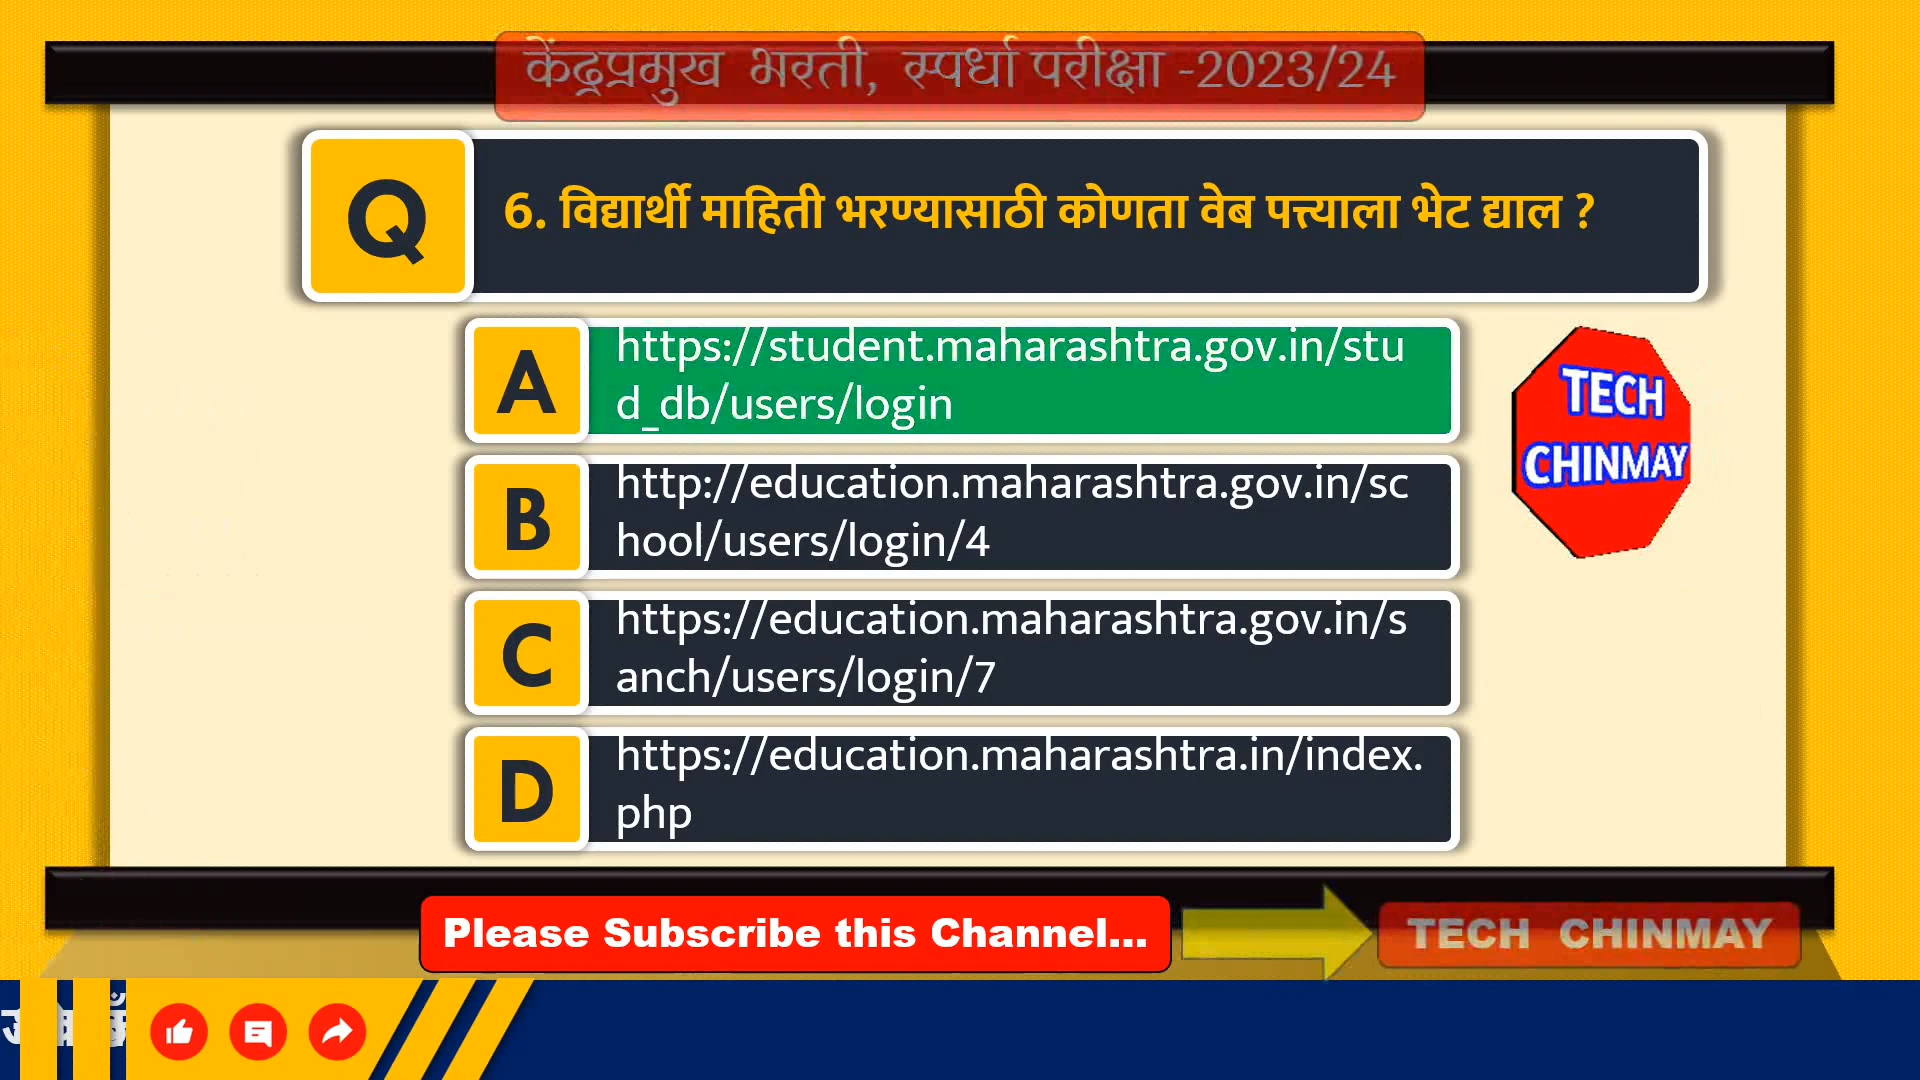 केंद्रप्रमुख भरती, स्पर्धा परीक्षा -2023/24
Q
6. विद्यार्थी माहिती भरण्यासाठी कोणता वेब पत्त्याला भेट द्याल ?
A
https://student.maharashtra.gov.in/stu
d_db/users/login
B
http://education.maharashtra.gov.in/sc
hool/users/login/4
C
https://education.maharashtra.gov.in/s
anch/users/login/7
D
https://education.maharashtra.in/index.
php
TECH
CHINMAY
Please Subscribe this Channel...
TECH CHINMAY